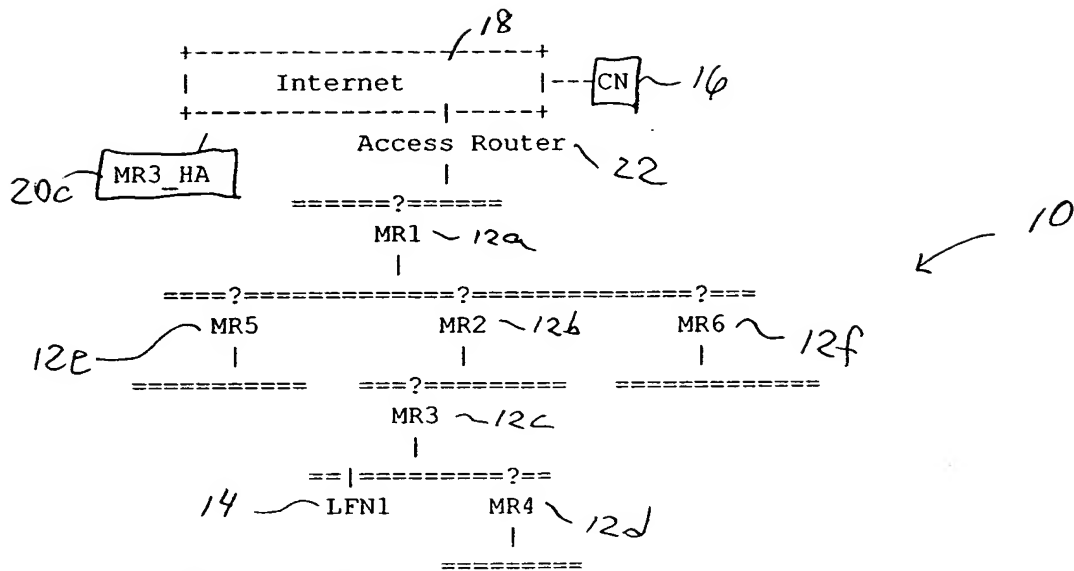 18
+--------------------+-----+
| Internet |---CN 16
+---------------|-----+
Access Router 22
20c MR3_HA
|
======?======
MR1 12a
10
|
====?==============?===============?===
MR5 MR2 12b MR6 12f
12e
| | |
=========== ===?========= =============
MR3 12c
|
==|==========?==
14 LFN1 MR4 12d
|
=========